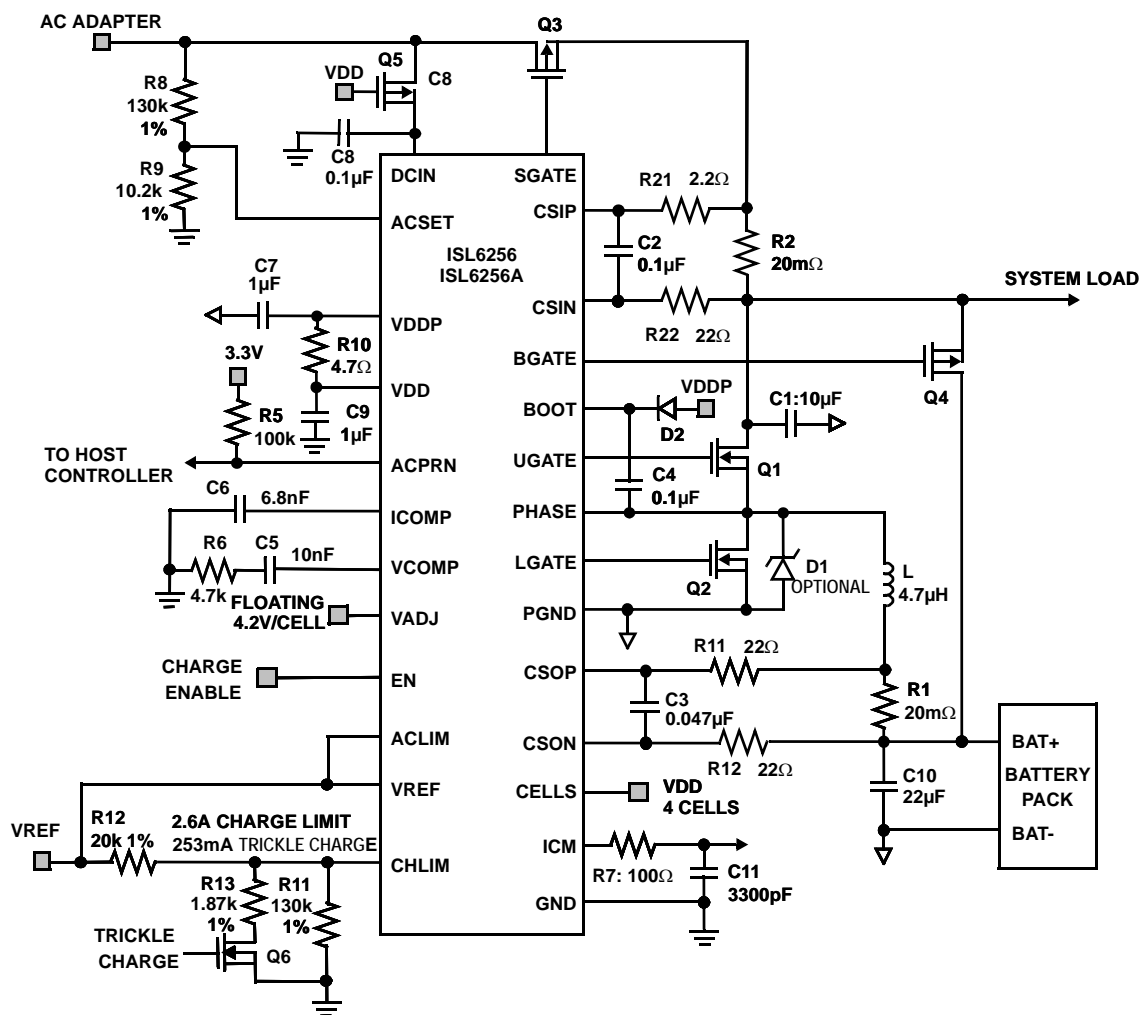 AC ADAPTER
Q3
Q5
C8
VDD
R8
130k
1%
C8
0.1µF
R9
10.2k
1%
DCIN
SGATE
ACSET
ISL6256
ISL6256A
CSIP
R21 2.2Ω
C2
0.1µF
R2
20mΩ
CSIN
R22 22Ω
SYSTEM LOAD
C7
1µF
VDDP
R10
4.7Ω
3.3V
VDD
R5
100k
C9
1µF
BGATE
Q4
BOOT
VDDP
D2
C1:10µF
TO HOST
CONTROLLER
ACPRN
UGATE
Q1
C4
0.1µF
C6
6.8nF
ICOMP
PHASE
R6
4.7k
C5
10nF
VCOMP
LGATE
Q2
D1
OPTIONAL
L
4.7µH
FLOATING
4.2V/CELL
VADJ
PGND
CHARGE
ENABLE
EN
CSOP
R11 22Ω
C3
0.047µF
R1
20mΩ
ACLIM
CSON
R12 22Ω
BAT+
BATTERY
PACK
BAT-
C10
22µF
VREF
CELLS
VDD
4 CELLS
VREF
R12
20k 1%
2.6A CHARGE LIMIT
253mA TRICKLE CHARGE
CHLIM
ICM
R7: 100Ω
C11
3300pF
R13
1.87k
1%
R11
130k
1%
GND
TRICKLE
CHARGE
Q6